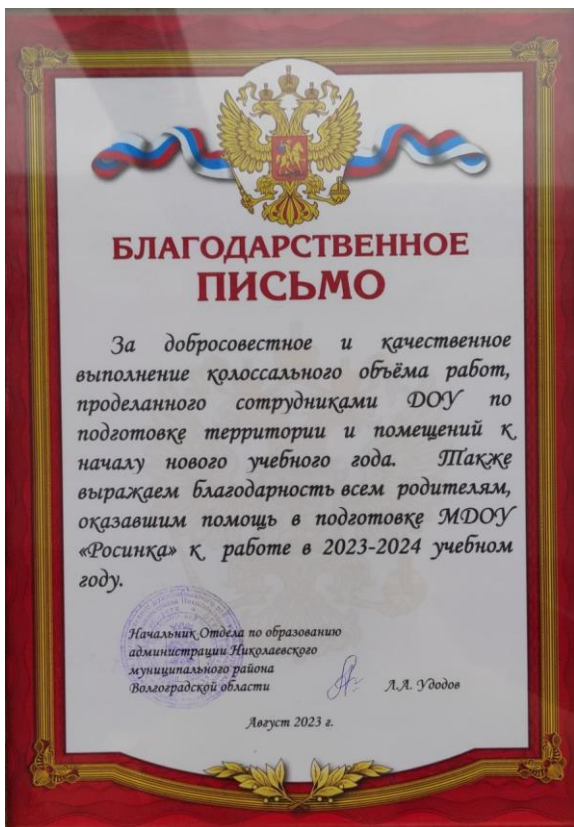 БЛАГОДАРСТВЕННОЕ
ПИСЬМО
За добросовестное и качественное
выполнение колоссального объёма работ,
проделанного сотрудниками ДОУ по
подготовке территории и помещений к
началу нового учебного года. Также
выражаем благодарность всем родителям,
оказавшим помощь в подготовке МДОУ
«Росинка» к работе в 2023-2024 учебном
году.
Начальник Отдела по образованию
администрации Николаевского
муниципального района
Волгоградской области
Л.А. Удодов
Август 2023 г.